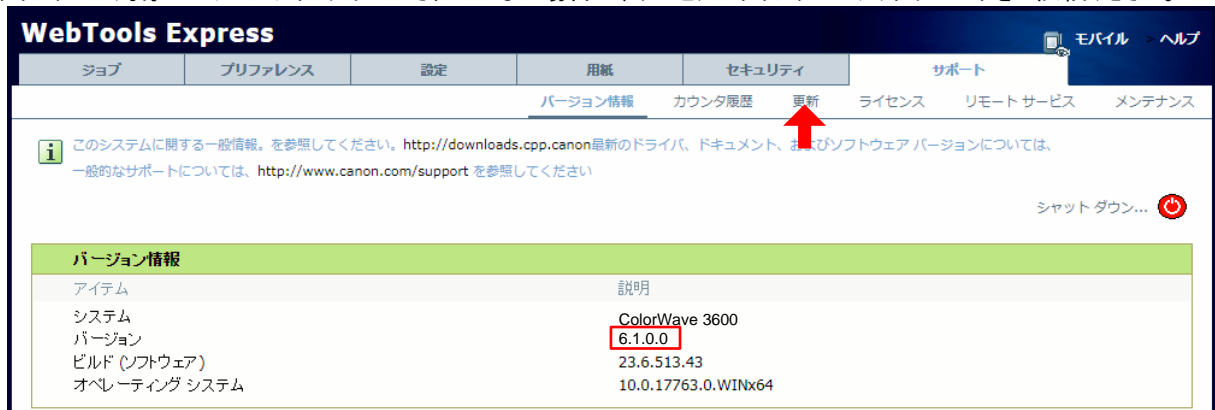 WebTools Express
モバイル ヘルプ
ジョブ プリファレンス 設定 用紙 セキュリティ サポート
バージョン情報 カウンタ履歴 更新 ライセンス リモート サービス メンテナンス
このシステムに関する一般情報。を参照してください。http://downloads.cpp.canon最新のドライバ、ドキュメント、およびソフトウェア バージョンについては、
一般的なサポートについては、http://www.canon.com/support を参照してください
シャット ダウン...
バージョン情報
アイテム 説明
システム ColorWave 3600
バージョン 6.1.0.0
ビルド (ソフトウェア) 23.6.513.43
オペレーティング システム 10.0.17763.0.WINx64